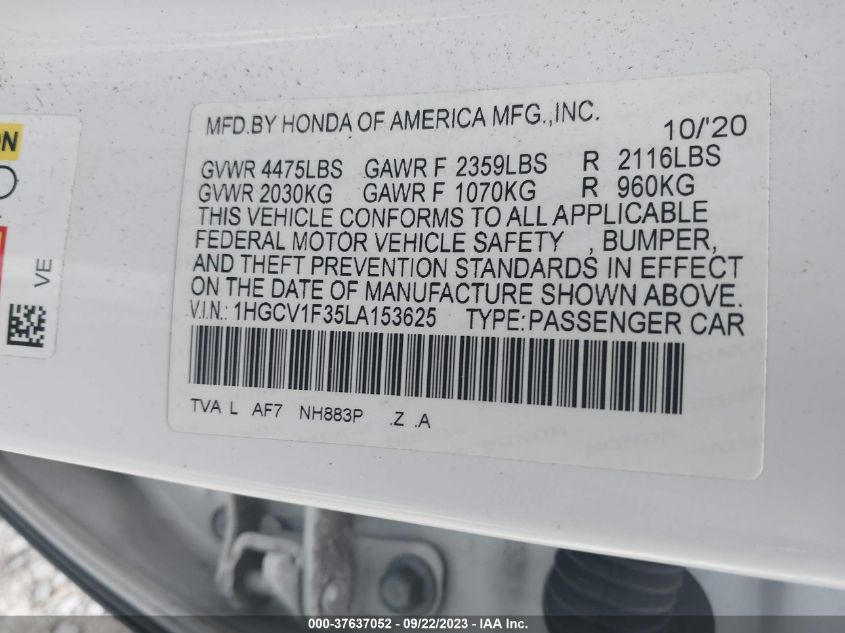 ON
VE
MFD.BY HONDA OF AMERICA MFG.,INC. 10/'20
GVWR 4475LBS GAWR F 2359LBS R 2116LBS
GVWR 2030KG GAWR F 1070KG R 960KG
THIS VEHICLE CONFORMS TO ALL APPLICABLE
FEDERAL MOTOR VEHICLE SAFETY , BUMPER,
AND THEFT PREVENTION STANDARDS IN EFFECT
ON THE DATE OF MANUFACTURE SHOWN ABOVE.
V.I.N.: 1HGCV1F35LA153625 TYPE:PASSENGER CAR
TVA L AF7 NH883P .Z .A
000-37637052 - 09/22/2023 - IAA Inc.